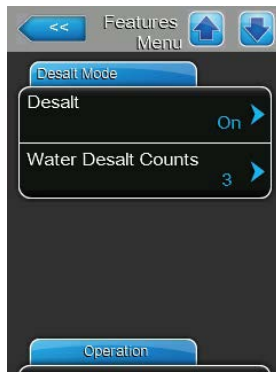 <<
Features
Menu
Desalt Mode
Desalt
On
Water Desalt Counts
3
Operation